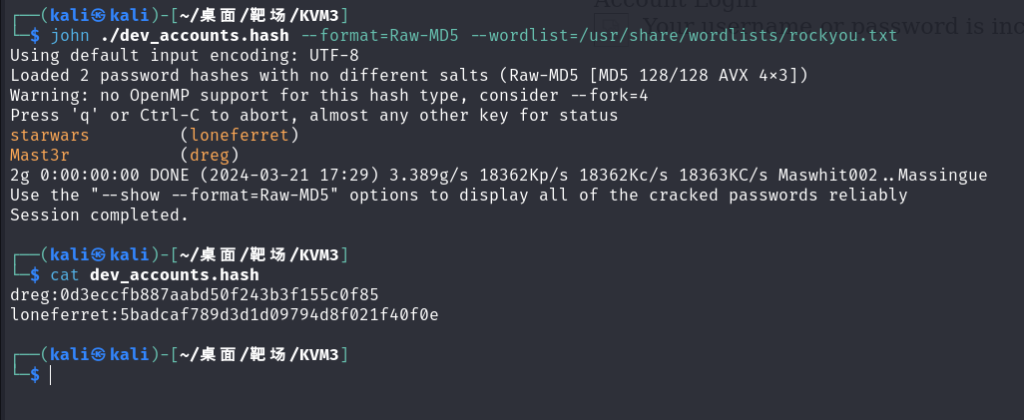 Account Login
Your username or password is inc
┌──(kali㉿kali)-[~/桌面/靶场/KVM3]
└─$ john ./dev_accounts.hash --format=Raw-MD5 --wordlist=/usr/share/wordlists/rockyou.txt
Using default input encoding: UTF-8
Loaded 2 password hashes with no different salts (Raw-MD5 [MD5 128/128 AVX 4×3])
Warning: no OpenMP support for this hash type, consider --fork=4
Press 'q' or Ctrl-C to abort, almost any other key for status
starwars         (loneferret)
Mast3r           (dreg)
2g 0:00:00:00 DONE (2024-03-21 17:29) 3.389g/s 18362Kp/s 18362Kc/s 18363KC/s Maswhit002..Massingue
Use the "--show --format=Raw-MD5" options to display all of the cracked passwords reliably
Session completed.
┌──(kali㉿kali)-[~/桌面/靶场/KVM3]
└─$ cat dev_accounts.hash
dreg:0d3eccfb887aabd50f243b3f155c0f85
loneferret:5badcaf789d3d1d09794d8f021f40f0e
┌──(kali㉿kali)-[~/桌面/靶场/KVM3]
└─$